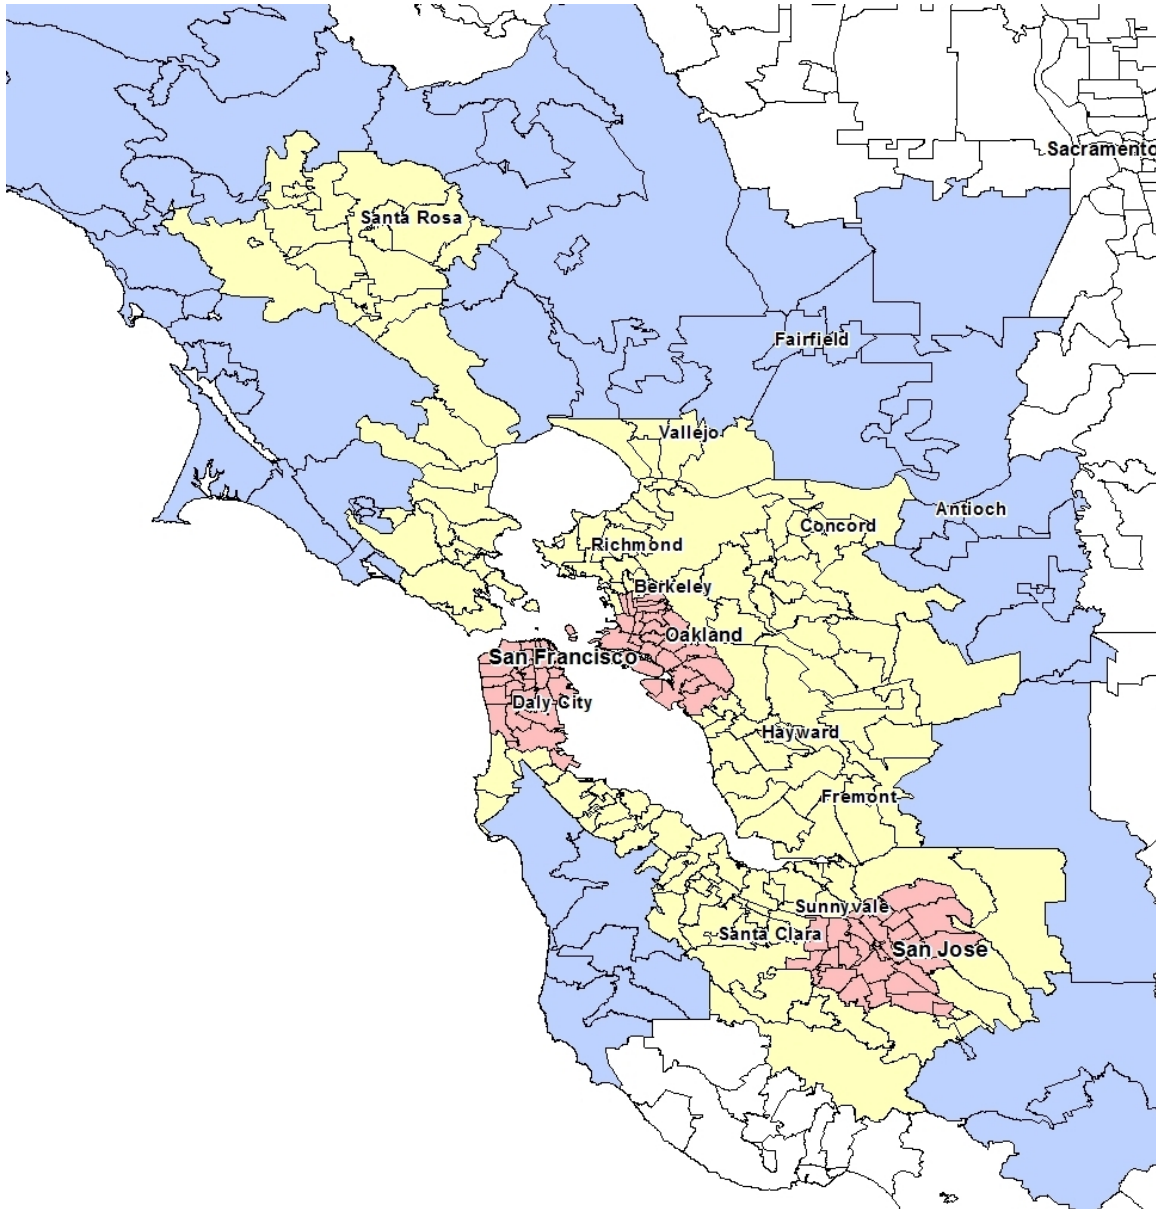 Sacramento
Santa Rosa
Fairfield
Vallejo
Antioch
Concord
Richmond
Berkeley
Oakland
San Francisco
Daly City
Hayward
Fremont
Sunnyvale
Santa Clara
San Jose